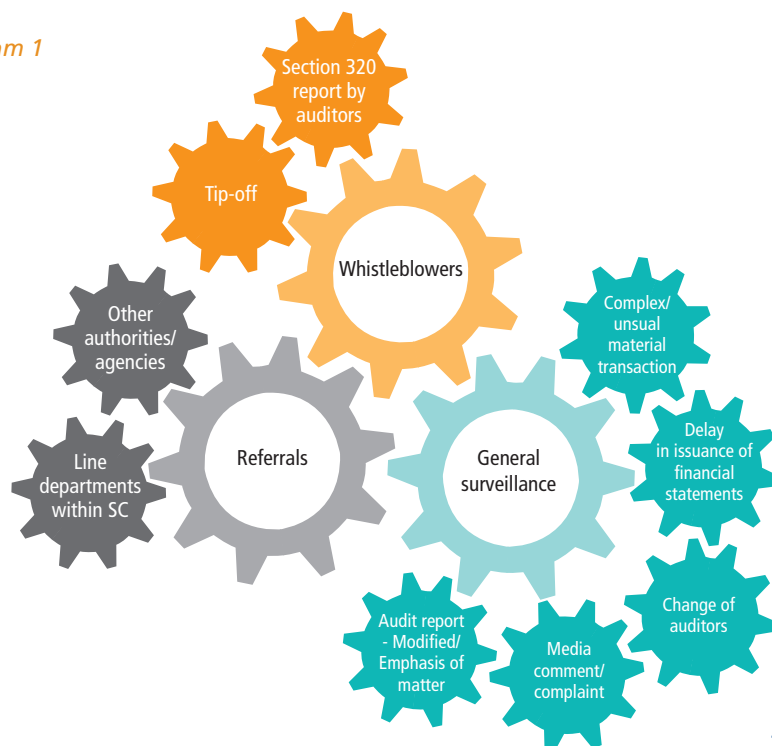 m 1
Section 320
report by
auditors
Tip-off
Whistleblowers
Other
authorities/
agencies
Line
departments
within SC
Referrals
General
surveillance
Complex/
unsual
material
transaction
Delay
in issuance of
financial
statements
Change of
auditors
Media
comment/
complaint
Audit report
- Modified/
Emphasis of
matter